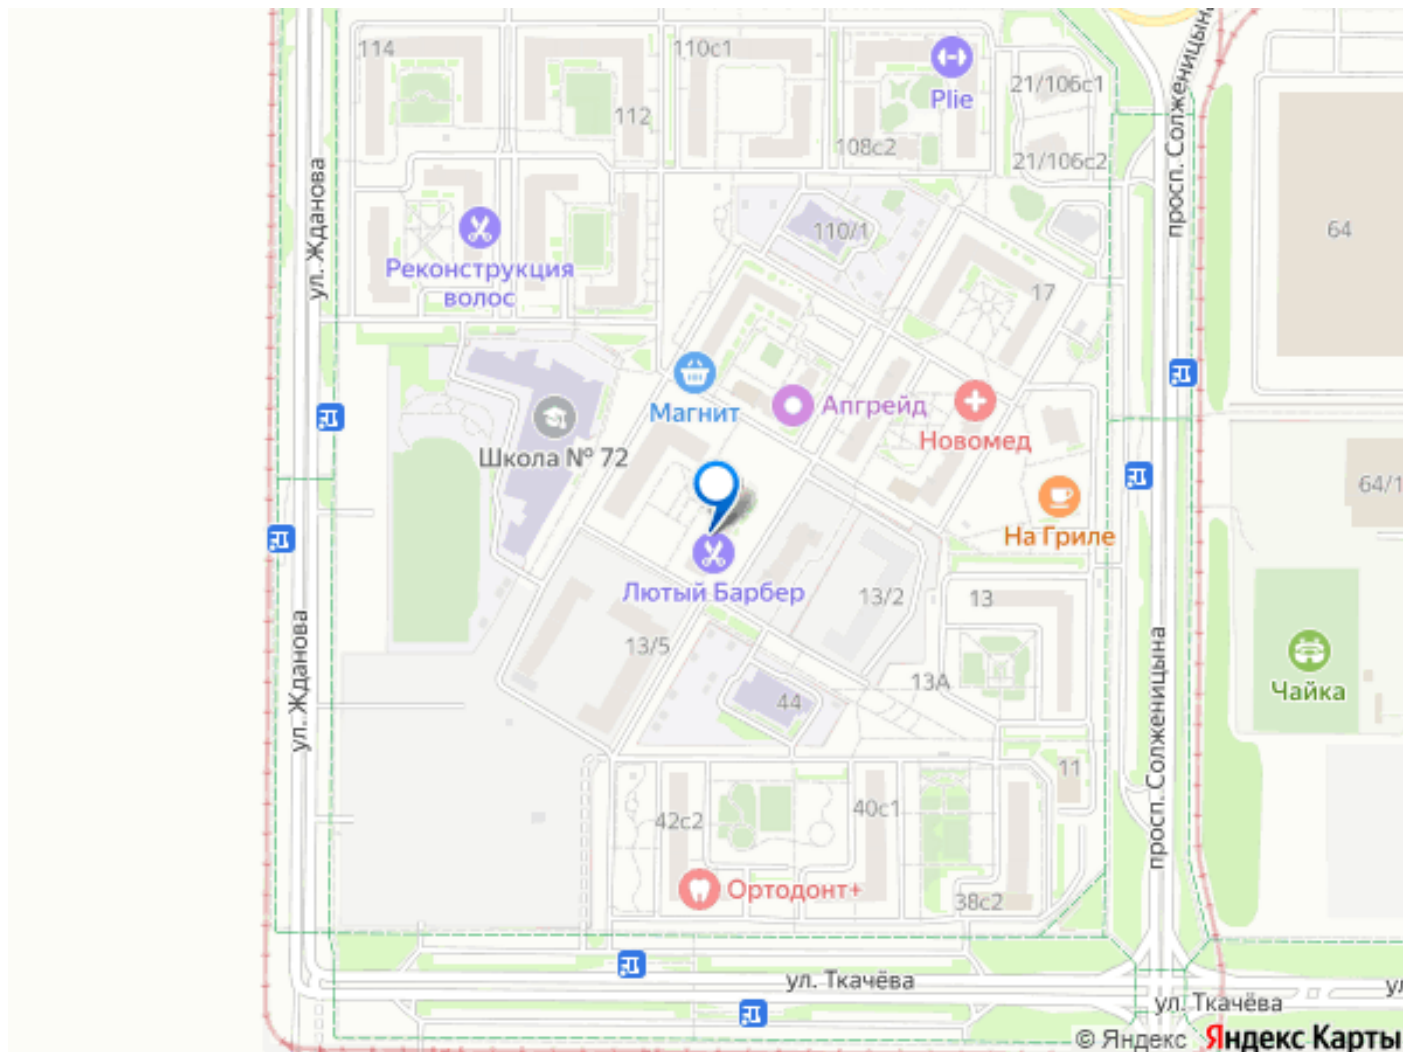 114
110с1
Plie
21/106с1
112
108с2
21/106с2
просп. Солженицына
ул. Жданова
110/1
64
Реконструкция
волос
17
Магнит
Апгрейд
Новомед
Школа № 72
64/1
На Гриле
Лютый Барбер
13/2
13
13/5
ул. Жданова
13А
44
Чайка
просп. Солженицына
11
42с2
40с1
Ортодонт+
38с2
ул. Ткачёва
ул. Ткачёва
© Яндекс Яндекс Карты